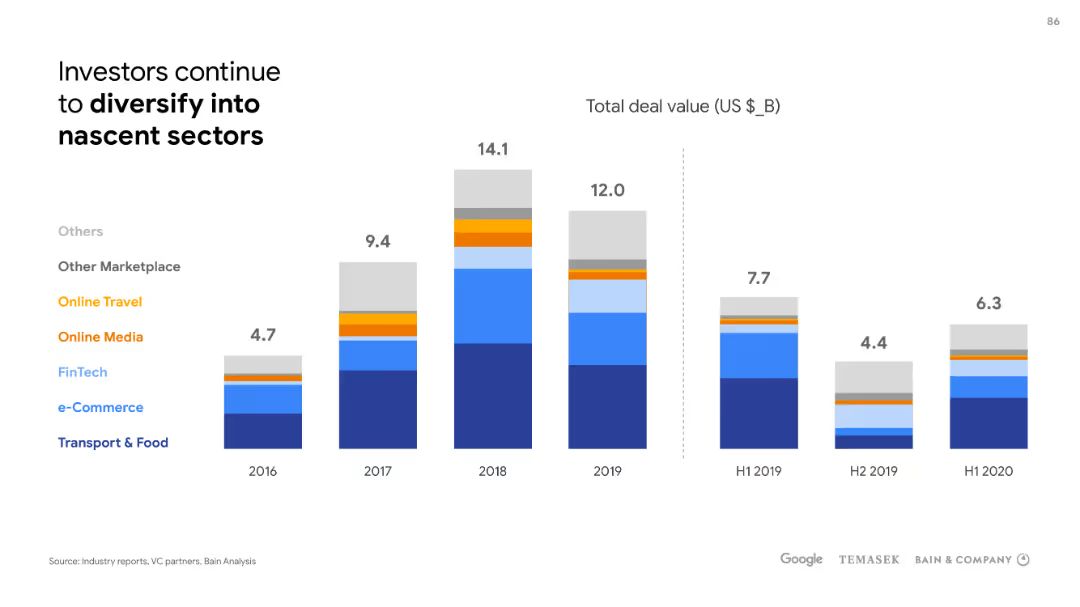 86
Investors continue
to diversify into
nascent sectors
Total deal value (US $_B)
Others
Other Marketplace
Online Travel
Online Media
FinTech
e-Commerce
Transport & Food
4.7
9.4
14.1
12.0
7.7
4.4
6.3
2016
2017
2018
2019
H1 2019
H2 2019
H1 2020
Source: Industry reports, VC partners, Bain Analysis
Google
TEMASEK
BAIN & COMPANY